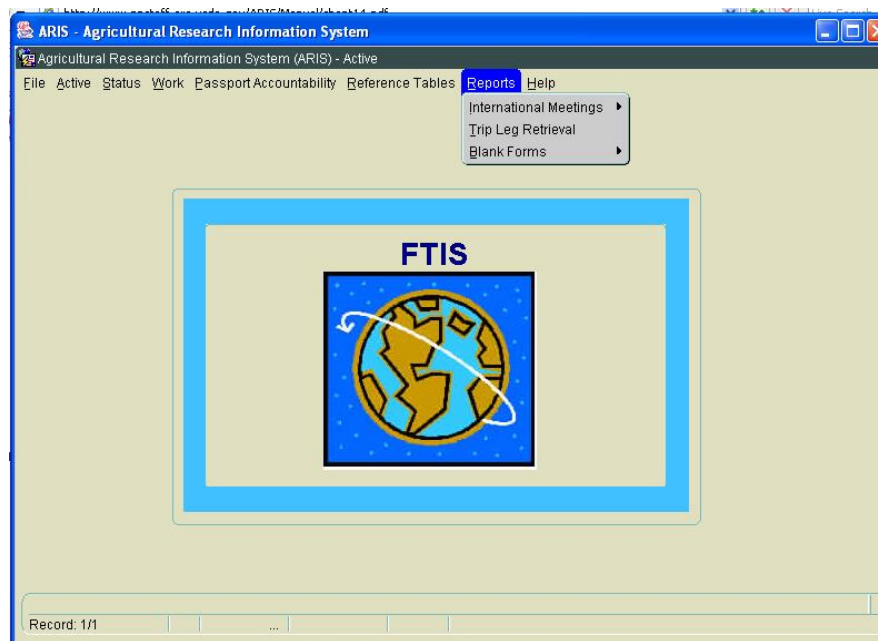 ARIS - Agricultural Research Information System
Agricultural Research Information System (ARIS) - Active
File Active Status Work Passport Accountability Reference Tables Reports Help
International Meetings
Trip Leg Retrieval
Blank Forms
FTIS
Record: 1/1
...